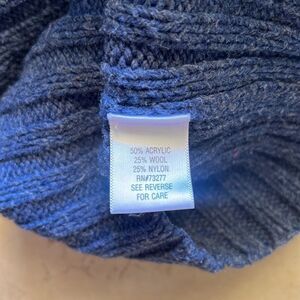 50% ACRYLIC
25% WOOL
25% NYLON
RN#73277
SEE REVERSE
FOR CARE